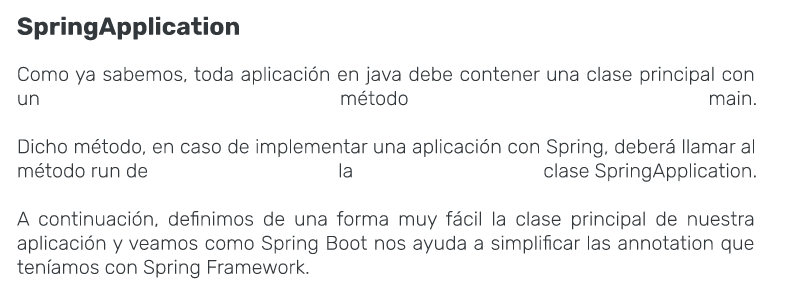 SpringApplication
Como ya sabemos, toda aplicación en java debe contener una clase principal con
un método main.
Dicho método, en caso de implementar una aplicación con Spring, deberá llamar al
método run de la clase SpringApplication.
A continuación, definimos de una forma muy fácil la clase principal de nuestra
aplicación y veamos como Spring Boot nos ayuda a simplificar las annotation que
teníamos con Spring Framework.